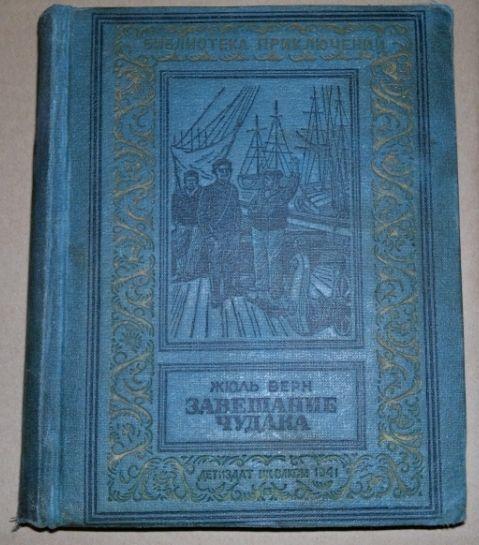 БИБЛИОТЕКА ПРИКЛЮЧЕНИЙ
ЖЮЛЬ ВЕРН
ЗАВЕЩАНИЕ
ЧУДАКА
ДЕТИЗДАТ ЦК ВЛКСМ 1941